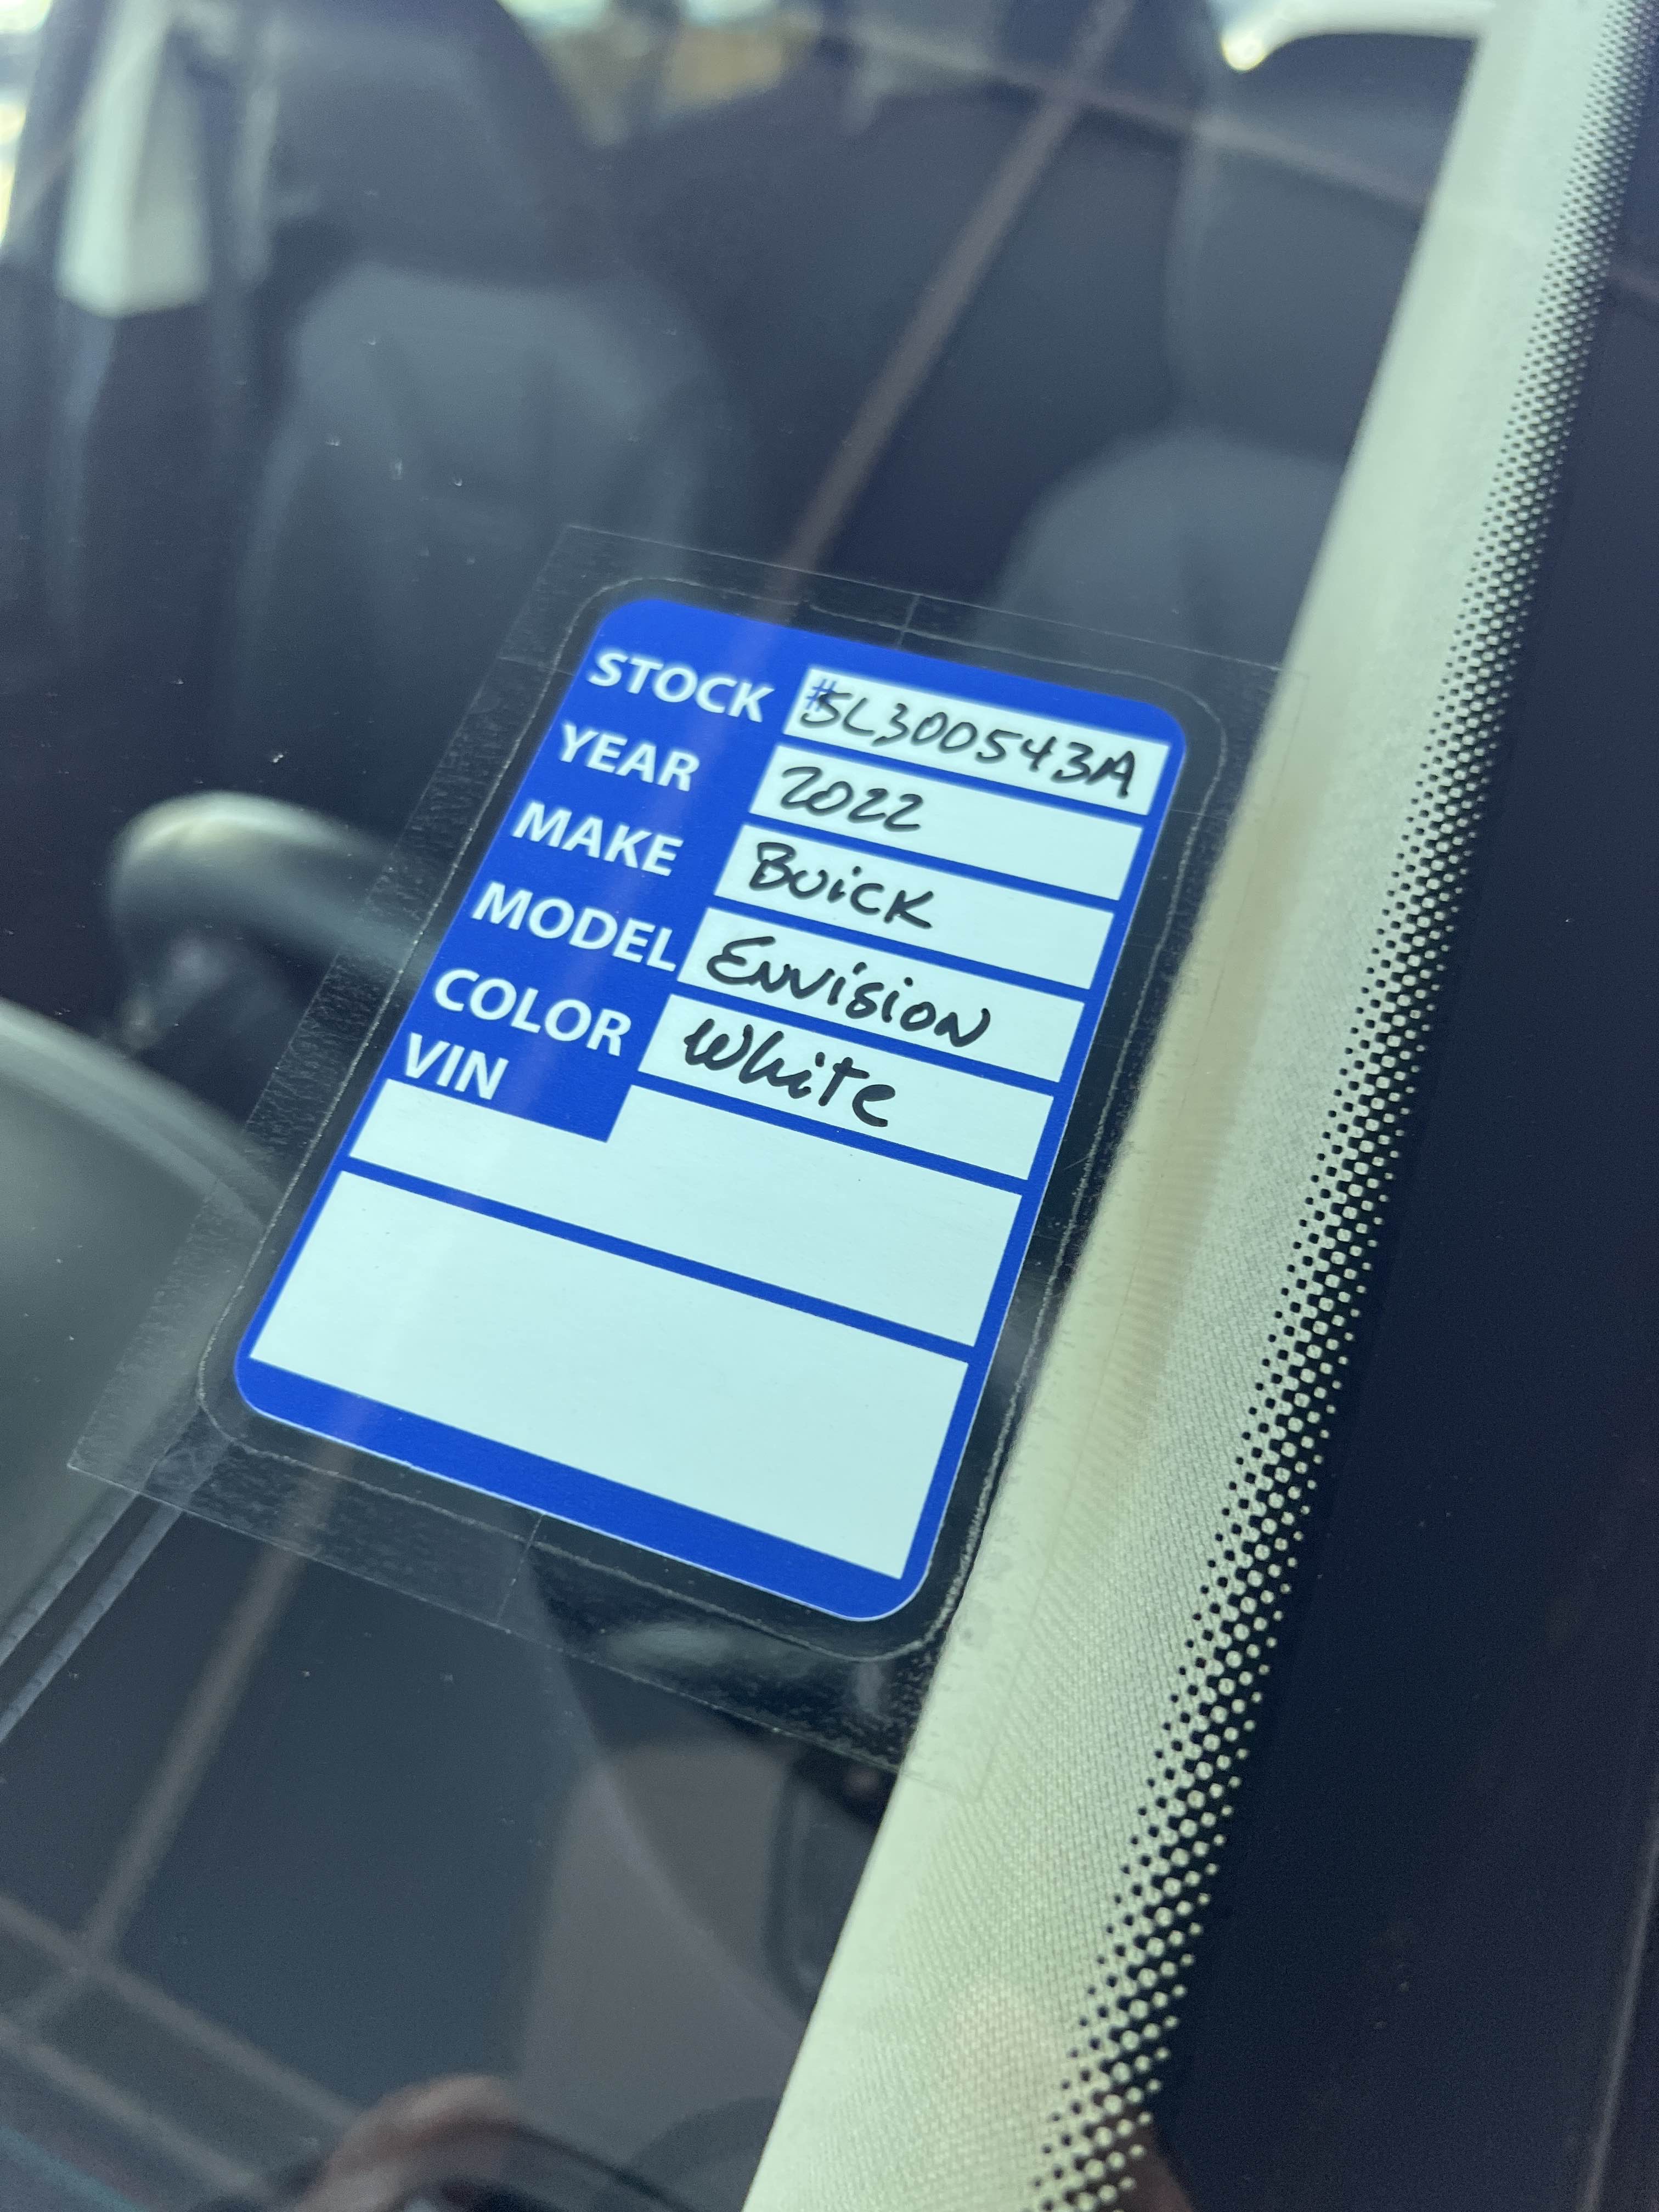 STOCK #5L300543A
YEAR 2022
MAKE Buick
MODEL Envision
COLOR White
VIN